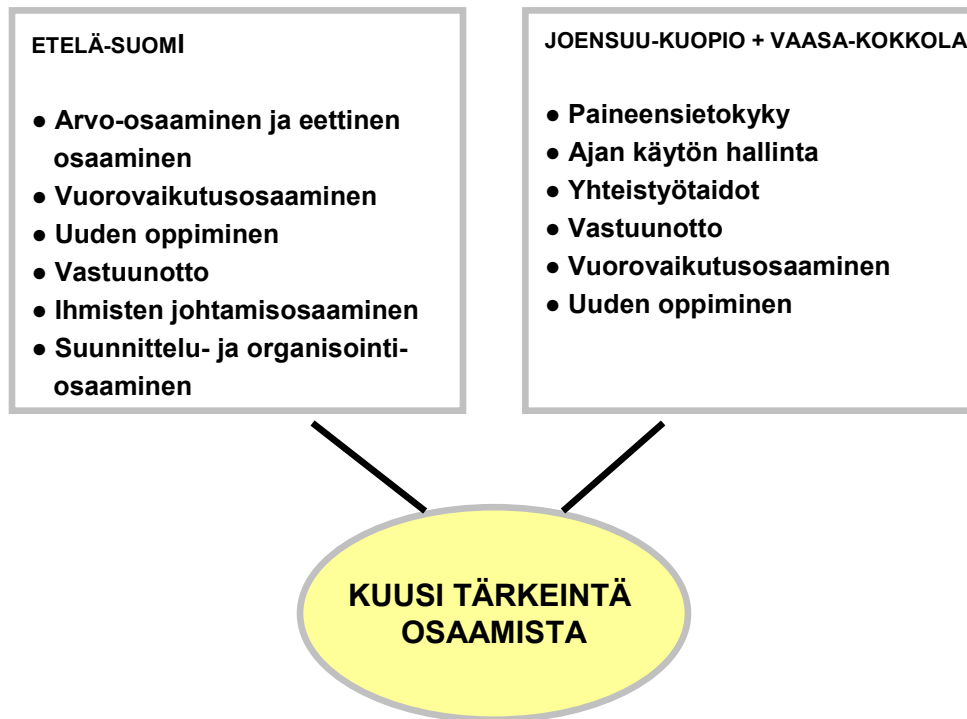 ETELÄ-SUOMI
● Arvo-osaaminen ja eettinen
osaaminen
● Vuorovaikutusosaaminen
● Uuden oppiminen
● Vastuunotto
● Ihmisten johtamisosaaminen
● Suunnittelu- ja organisointi-
osaaminen
JOENSUU-KUOPIO + VAASA-KOKKOLA
● Paineensietokyky
● Ajan käytön hallinta
● Yhteistyötaidot
● Vastuunotto
● Vuorovaikutusosaaminen
● Uuden oppiminen
KUUSI TÄRKEINTÄ
OSAAMISTA